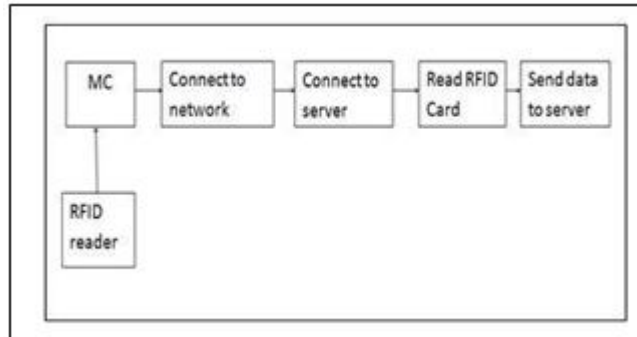 MC
Connect to
network
Connect to
server
Read RFID
Card
Send data
to server
RFID
reader